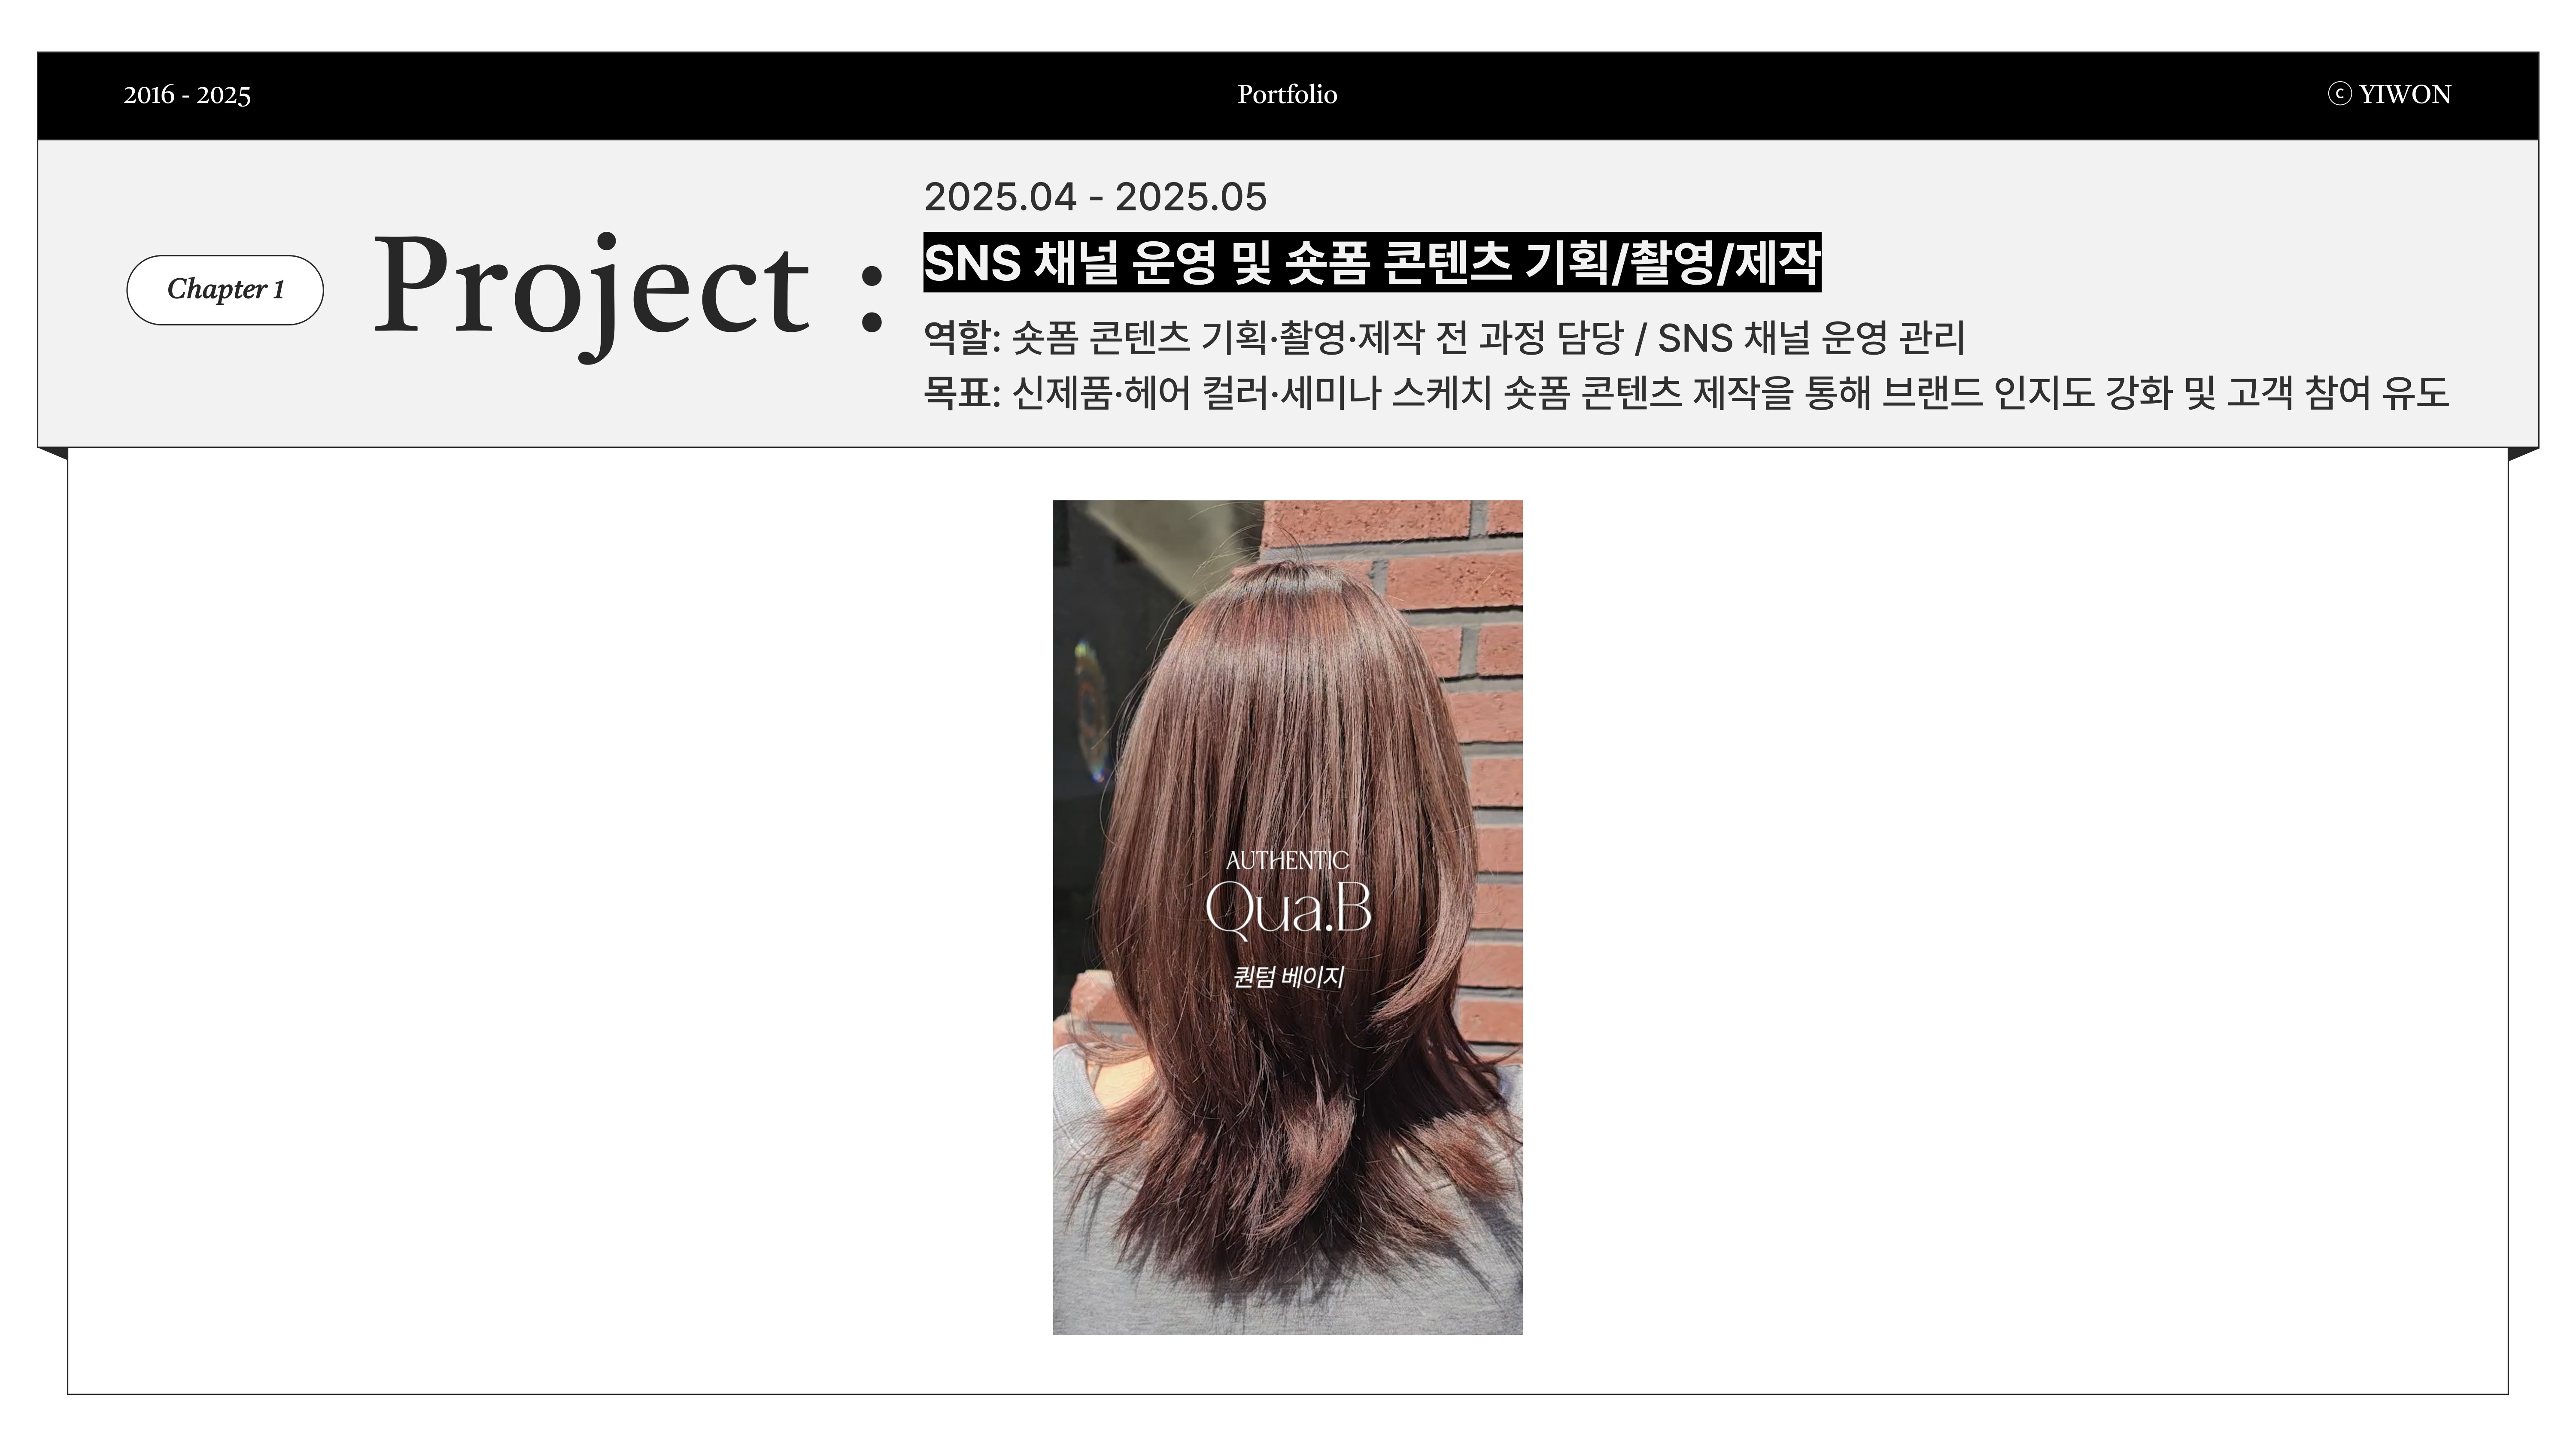 2016 - 2025
Portfolio
ⓒ YIWON
Chapter 1
Project :
2025.04 - 2025.05
SNS 채널 운영 및 숏폼 콘텐츠 기획/촬영/제작
역할: 숏폼 콘텐츠 기획·촬영·제작 전 과정 담당 / SNS 채널 운영 관리
목표: 신제품·헤어 컬러·세미나 스케치 숏폼 콘텐츠 제작을 통해 브랜드 인지도 강화 및 고객 참여 유도
AUTHENTIC
Qua.B
퀀텀 베이지